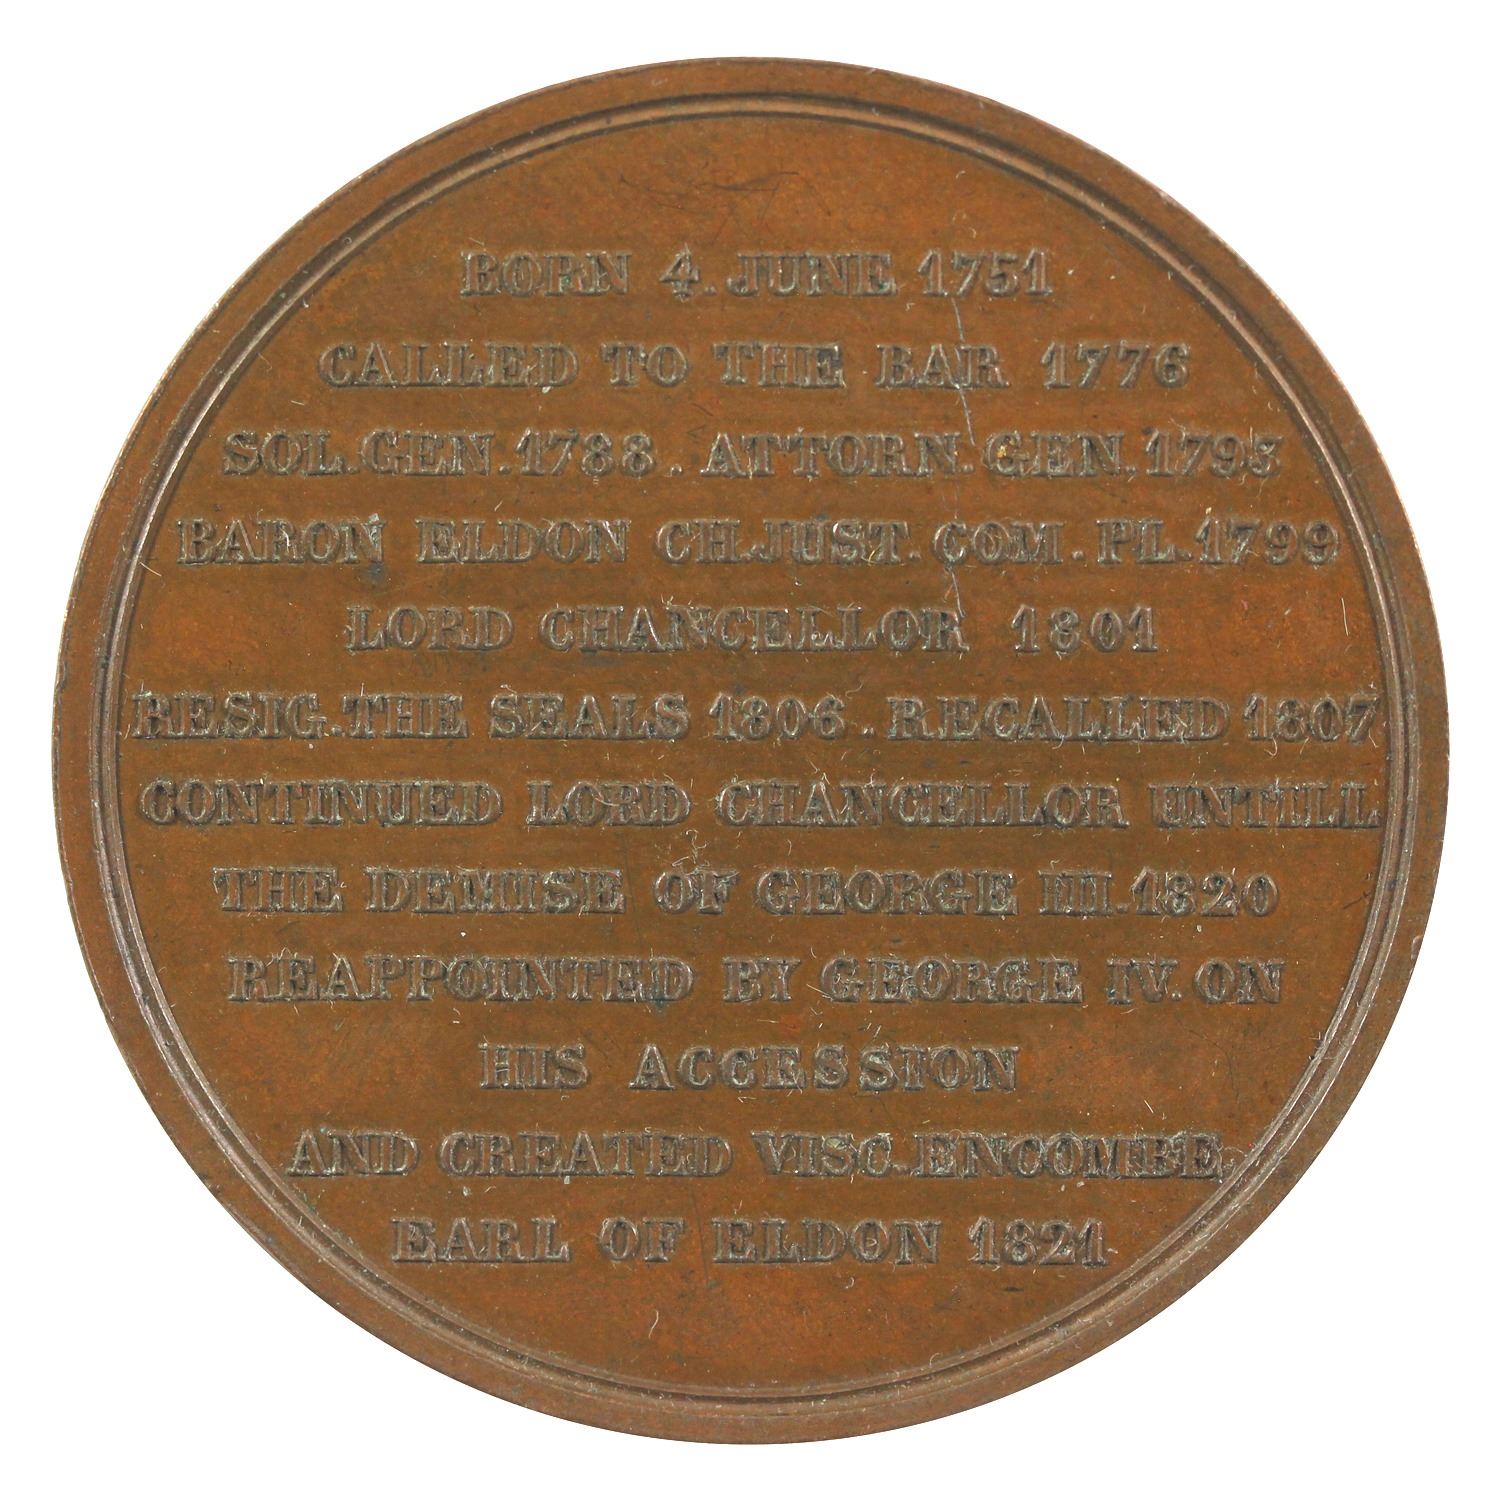 BORN 4. JUNE 1751
CALLED TO THE BAR 1776
SOL. GEN. 1788. ATTORN. GEN. 1793
BARON ELDON CH. JUST. COM. PL. 1799
LORD CHANCELLOR 1801
RESIG. THE SEALS 1806. RECALLED 1807
CONTINUED LORD CHANCELLOR UNTILL
THE DEMISE OF GEORGE III. 1820
REAPPOINTED BY GEORGE IV. ON
HIS ACCESSION
AND CREATED VISC. ENCOMBE
EARL OF ELDON 1821